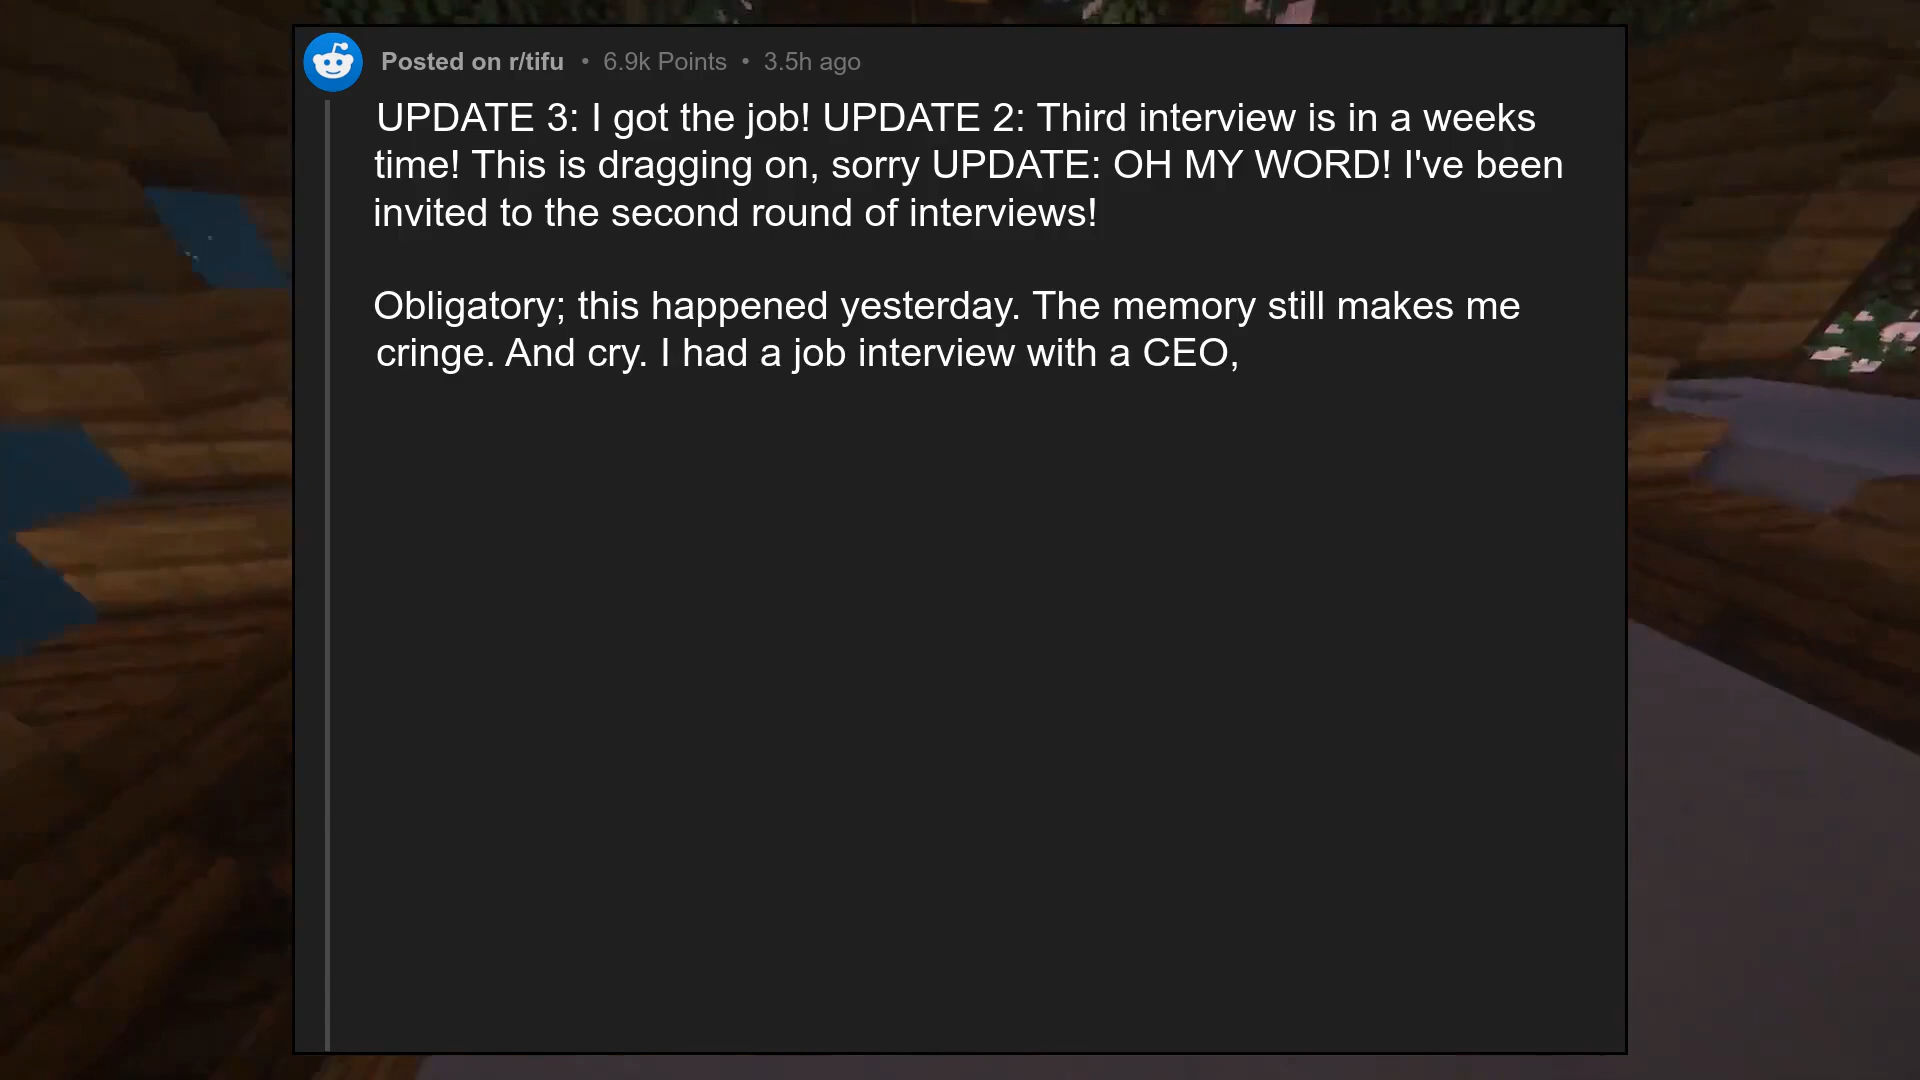 Posted on r/tifu • 6.9k Points • 3.5h ago
UPDATE 3: I got the job! UPDATE 2: Third interview is in a weeks
time! This is dragging on, sorry UPDATE: OH MY WORD! I've been
invited to the second round of interviews!
Obligatory; this happened yesterday. The memory still makes me
cringe. And cry. I had a job interview with a CEO,